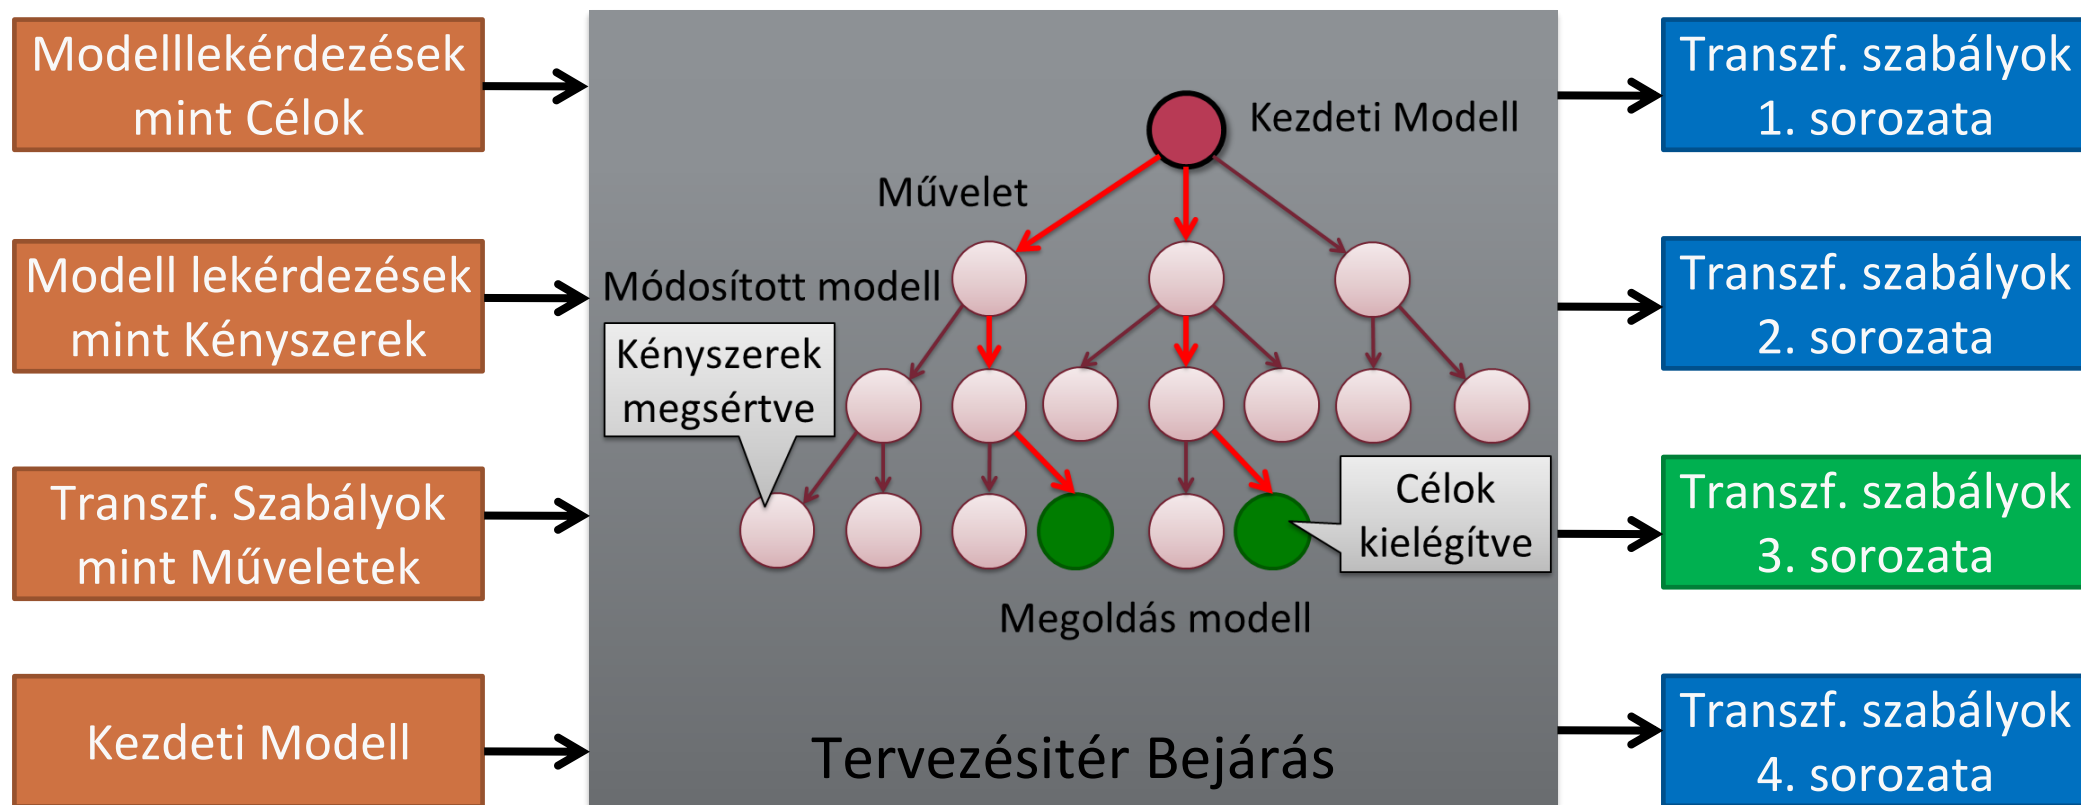 Modelllekérdezések
mint Célok
Modell lekérdezések
mint Kényszerek
Transzf. Szabályok
mint Műveletek
Kezdeti Modell
Kezdeti Modell
Művelet
Módosított modell
Kényszerek
megsértve
Célok
kielégítve
Megoldás modell
Tervezésitér Bejárás
Transzf. szabályok
1. sorozata
Transzf. szabályok
2. sorozata
Transzf. szabályok
3. sorozata
Transzf. szabályok
4. sorozata